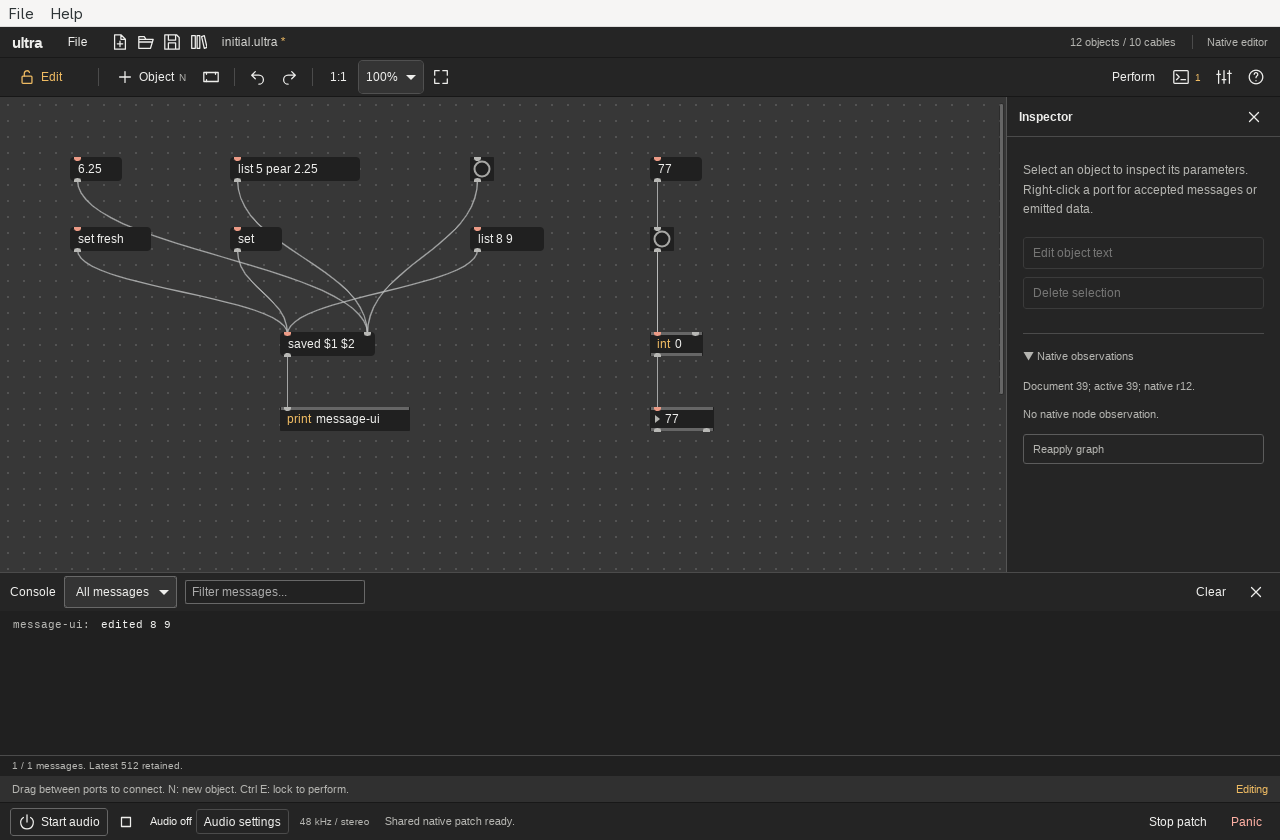 File Help
ultra File initial.ultra * 12 objects / 10 cables Native editor
Edit Object N 1:1 100% Perform 1
Inspector
6.25 list 5 pear 2.25 77
Select an object to inspect its parameters.
Right-click a port for accepted messages or
emitted data.
set fresh set list 8 9
Edit object text
Delete selection
saved $1 $2 int 0
Native observations
Document 39; active 39; native r12.
No native node observation.
print message-ui 77
Reapply graph
Console All messages Filter messages... Clear
message-ui: edited 8 9
1 / 1 messages. Latest 512 retained.
Drag between ports to connect. N: new object. Ctrl E: lock to perform. Editing
Start audio Audio off Audio settings 48 kHz / stereo Shared native patch ready. Stop patch Panic